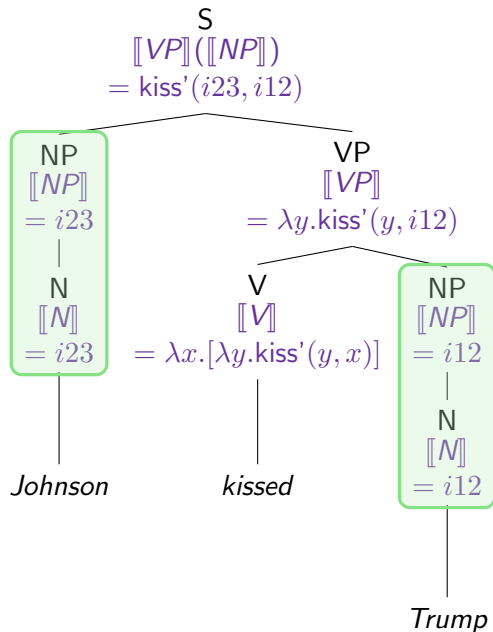 S
⟦VP⟧(⟦NP⟧)
= kiss'(i23, i12)
NP
⟦NP⟧
= i23
N
⟦N⟧
= i23
Johnson
VP
⟦VP⟧
= λy.kiss'(y, i12)
V
⟦V⟧
= λx.[λy.kiss'(y, x)]
kissed
NP
⟦NP⟧
= i12
N
⟦N⟧
= i12
Trump